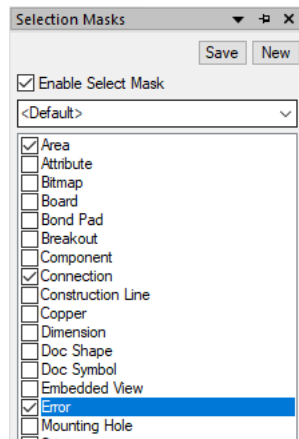 Selection Masks
Save New
Enable Select Mask
<Default>
Area
Attribute
Bitmap
Board
Bond Pad
Breakout
Component
Connection
Construction Line
Copper
Dimension
Doc Shape
Doc Symbol
Embedded View
Error
Mounting Hole